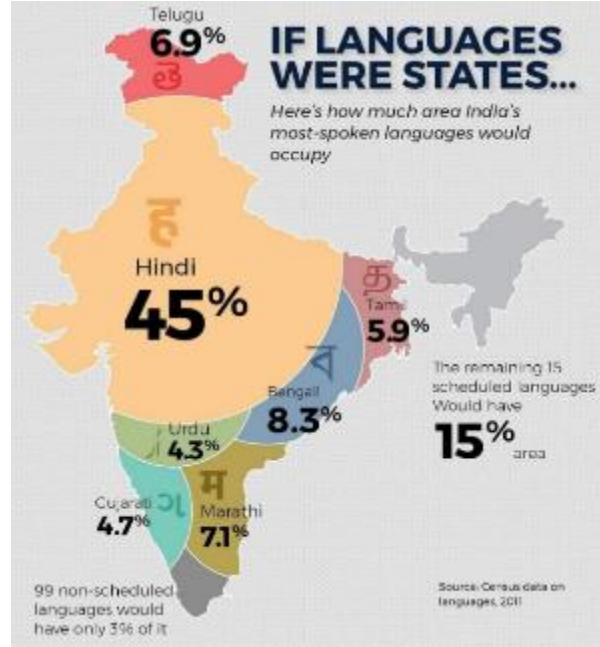 Telugu
6.9%
తె
IF LANGUAGES
WERE STATES...
Here's how much area India's
most-spoken languages would
occupy
ह
Hindi
45%
த
Tamil
5.9%
The remaining 15
scheduled languages
Would have
15% area
ব
Bengali
8.3%
Urdu
4.3%
Gujarati
4.7%
म
Marathi
7.1%
99 non-scheduled
languages would
have only 3% of it
Source: Census data on
languages, 2011